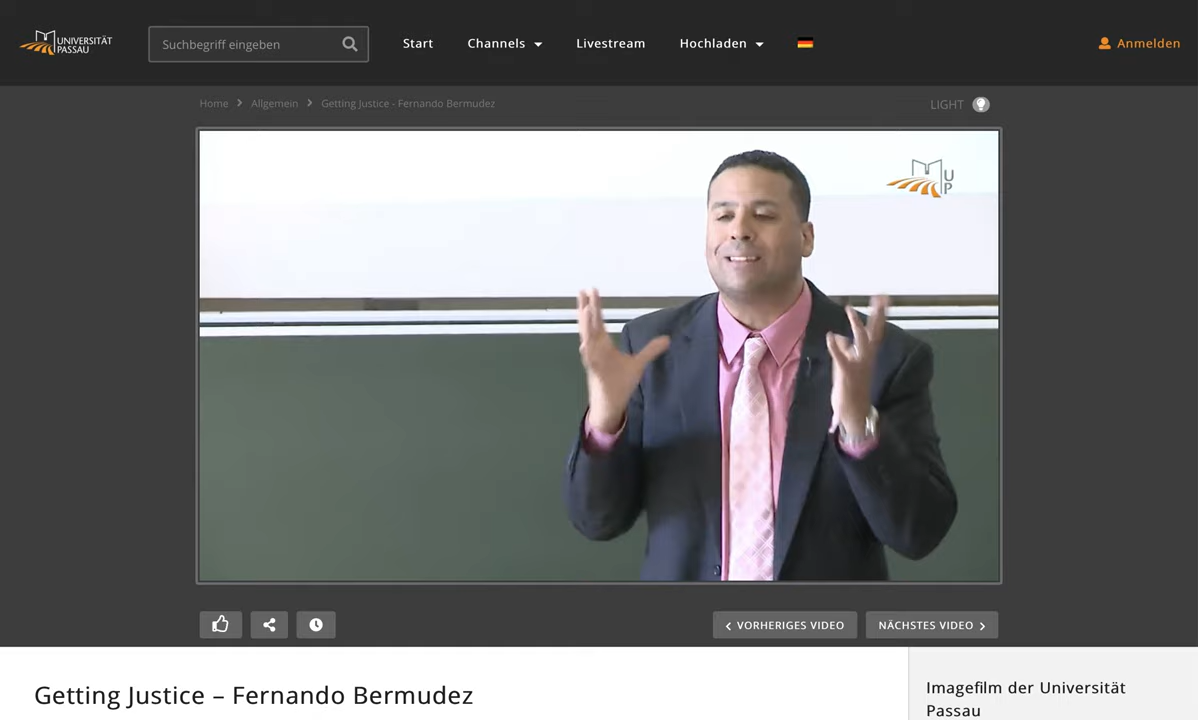 UNIVERSITÄT
PASSAU
Suchbegriff eingeben
Start
Channels
Livestream
Hochladen
Anmelden
Home > Allgemein > Getting Justice - Fernando Bermudez
LIGHT
U
P
VORHERIGES VIDEO
NÄCHSTES VIDEO
Getting Justice – Fernando Bermudez
Imagefilm der Universität
Passau